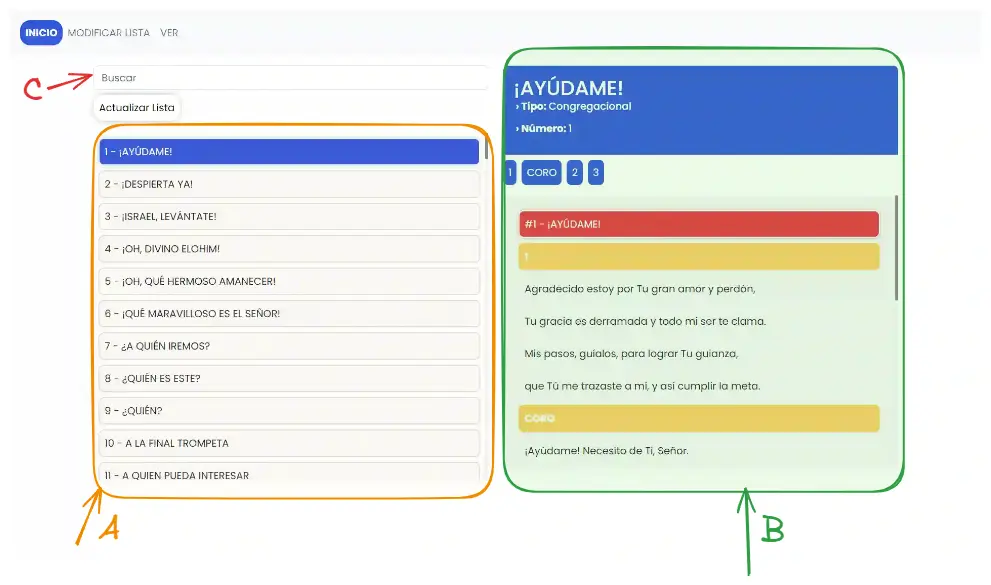 INICIO MODIFICAR LISTA VER
C
Buscar
Actualizar Lista
1 - ¡AYÚDAME!
2 - ¡DESPIERTA YA!
3 - ¡ISRAEL, LEVÁNTATE!
4 - ¡OH, DIVINO ELOHIM!
5 - ¡OH, QUÉ HERMOSO AMANECER!
6 - ¡QUÉ MARAVILLOSO ES EL SEÑOR!
7 - ¿A QUIÉN IREMOS?
8 - ¿QUIÉN ES ESTE?
9 - ¿QUIÉN?
10 - A LA FINAL TROMPETA
11 - A QUIEN PUEDA INTERESAR
A
¡AYÚDAME!
› Tipo: Congregacional
› Número: 1
1 CORO 2 3
#1 - ¡AYÚDAME!
1
Agradecido estoy por Tu gran amor y perdón,
Tu gracia es derramada y todo mi ser te clama.
Mis pasos, guíalos, para lograr Tu guianza,
que Tú me trazaste a mí, y así cumplir la meta.
CORO
¡Ayúdame! Necesito de Ti, Señor.
B